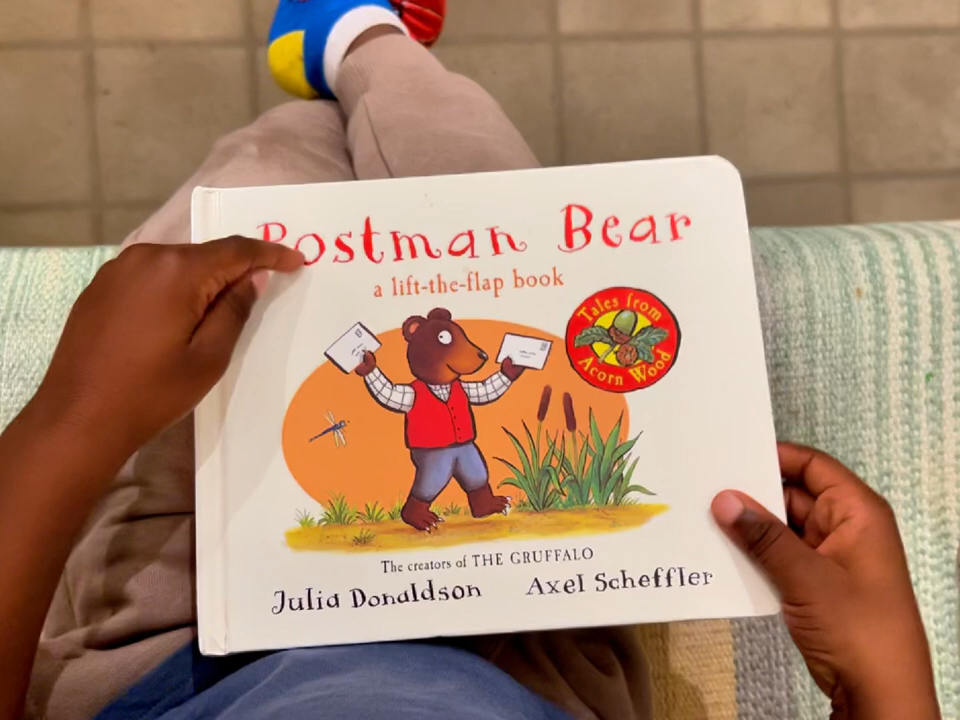 Postman Bear
a lift-the-flap book
Tales from
Acorn Wood
The creators of THE GRUFFALO
Julia Donaldson Axel Scheffler